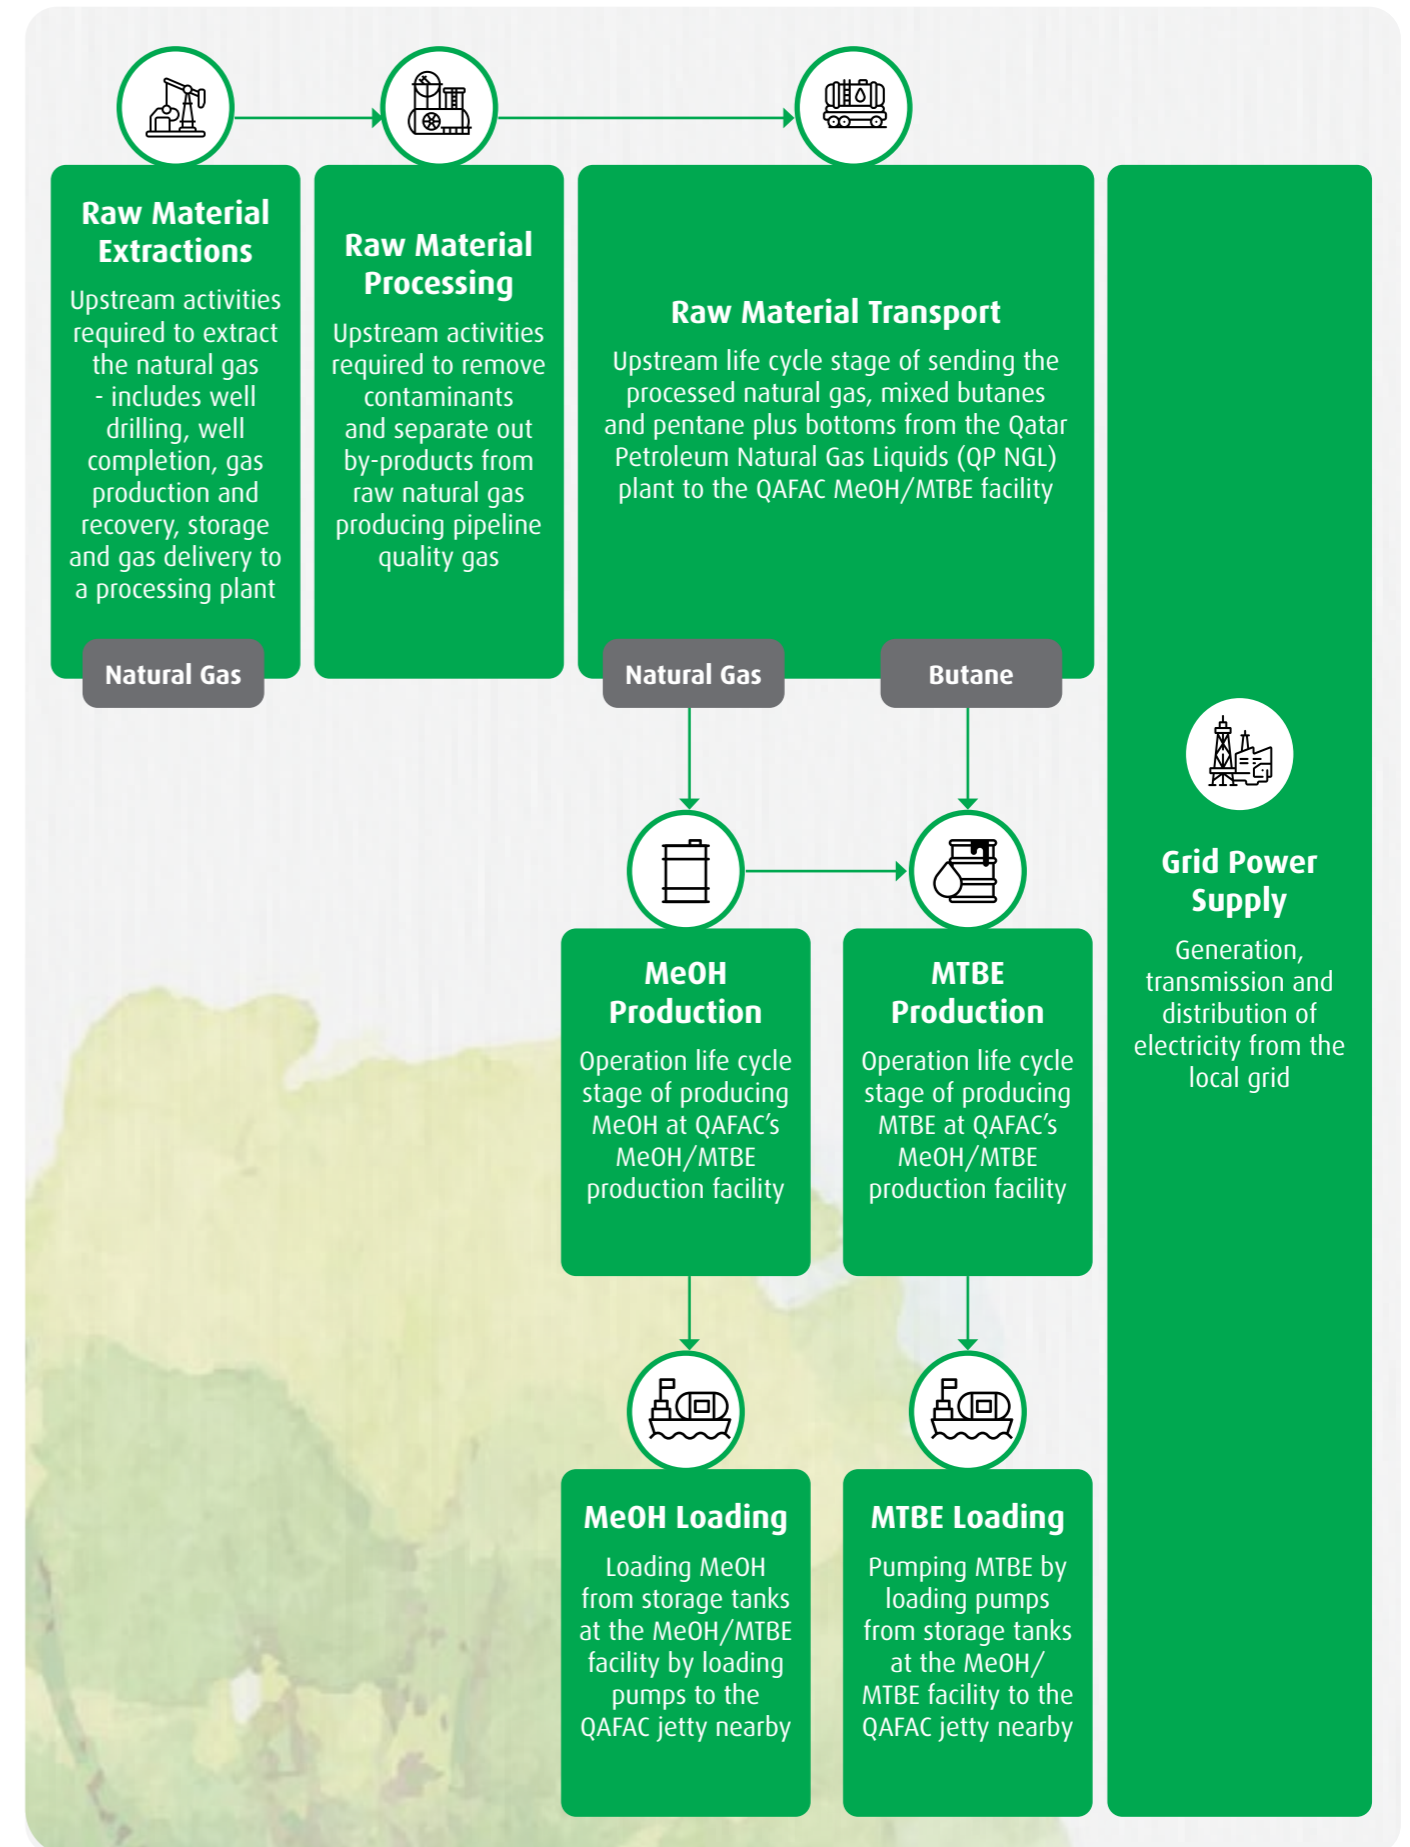 Raw Material
Extractions
Upstream activities
required to extract
the natural gas
- includes well
drilling, well
completion, gas
production and
recovery, storage
and gas delivery to
a processing plant
Natural Gas
Raw Material
Processing
Upstream activities
required to remove
contaminants
and separate out
by-products from
raw natural gas
producing pipeline
quality gas
Raw Material Transport
Upstream life cycle stage of sending the
processed natural gas, mixed butanes
and pentane plus bottoms from the Qatar
Petroleum Natural Gas Liquids (QP NGL)
plant to the QAFAC MeOH/MTBE facility
Natural Gas
Butane
MeOH
Production
Operation life cycle
stage of producing
MeOH at QAFAC’s
MeOH/MTBE
production facility
MTBE
Production
Operation life cycle
stage of producing
MTBE at QAFAC’s
MeOH/MTBE
production facility
MeOH Loading
Loading MeOH
from storage tanks
at the MeOH/MTBE
facility by loading
pumps to the
QAFAC jetty nearby
MTBE Loading
Pumping MTBE by
loading pumps
from storage tanks
at the MeOH/
MTBE facility to the
QAFAC jetty nearby
Grid Power
Supply
Generation,
transmission and
distribution of
electricity from the
local grid